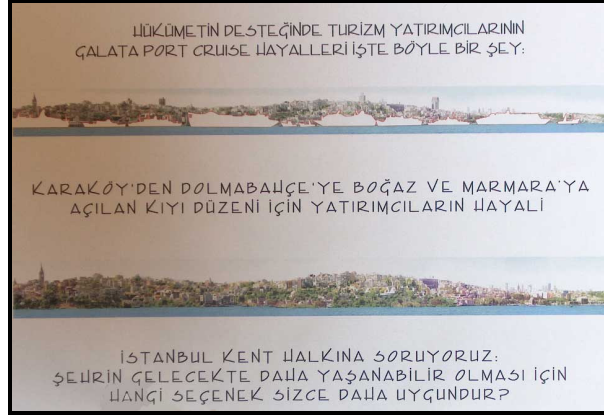 HÜKÜMETİN DESTEĞİNDE TURİZM YATIRIMCILARININ
GALATA PORT CRUISE HAYALLERİ İŞTE BÖYLE BİR ŞEY:
KARAKÖY'DEN DOLMABAHÇE'YE BOĞAZ VE MARMARA'YA
AÇILAN KIYI DÜZENİ İÇİN YATIRIMCILARIN HAYALİ
İSTANBUL KENT HALKINA SORUYORUZ:
ŞEHRİN GELECEKTE DAHA YAŞANABİLİR OLMASI İÇİN
HANGİ SEÇENEK SİZCE DAHA UYGUNDUR?